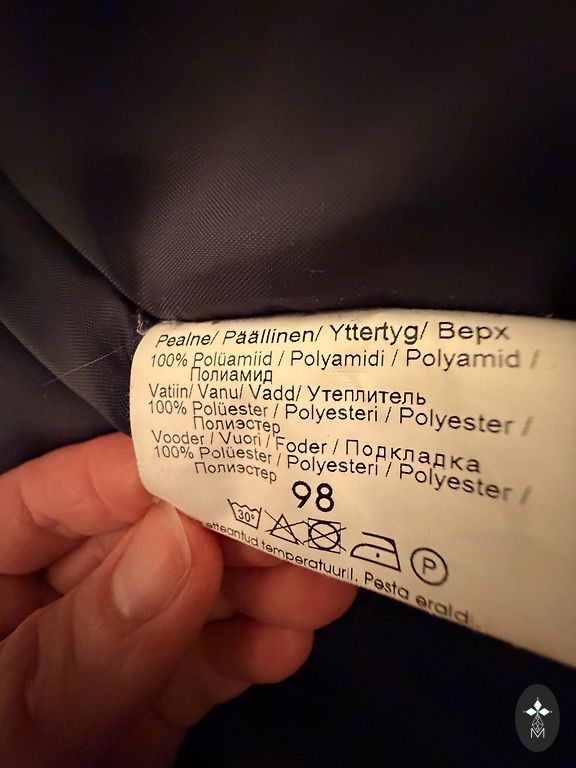 Pealne/ Päällinen/ Yttertyg/ Верх
100% Polüamiid / Polyamidi / Polyamid /
Полиамид
Vatiin/ Vanu/ Vadd/ Утеплитель
100% Polüester / Polyesteri / Polyester /
Полиэстер
Vooder / Vuori / Foder / Подкладка
100% Polüester / Polyesteri / Polyester /
Полиэстер
98
30° P
temperatuuril. Pesta eraldi.
M